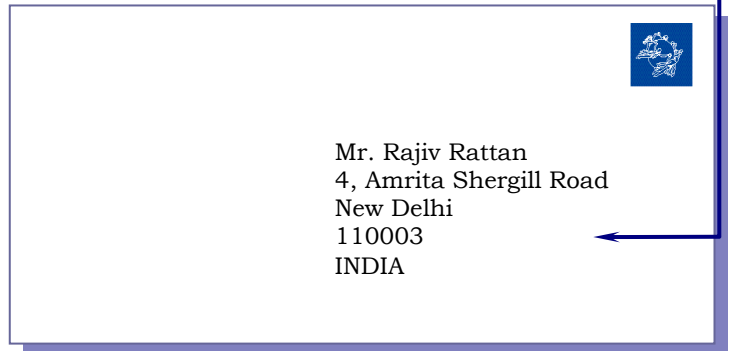 Mr. Rajiv Rattan
4, Amrita Shergill Road
New Delhi
110003
INDIA